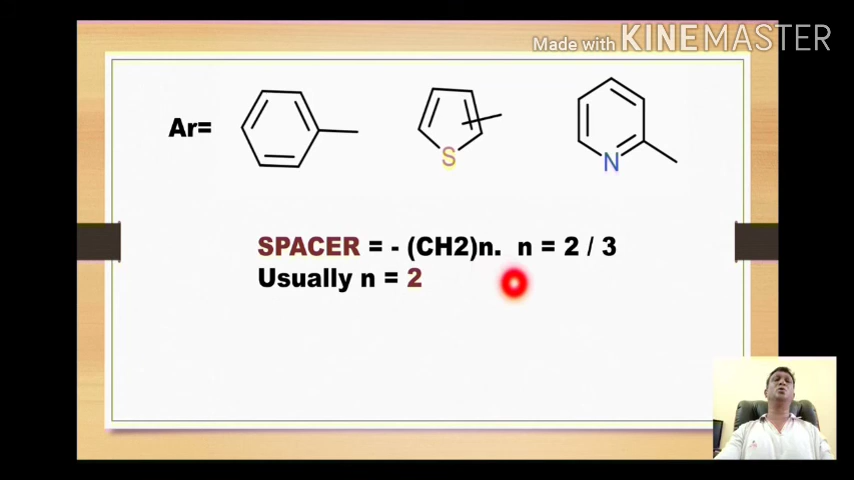 Made with KINEMASTER
Ar=
S
N
SPACER = - (CH2)n. n = 2 / 3
Usually n = 2